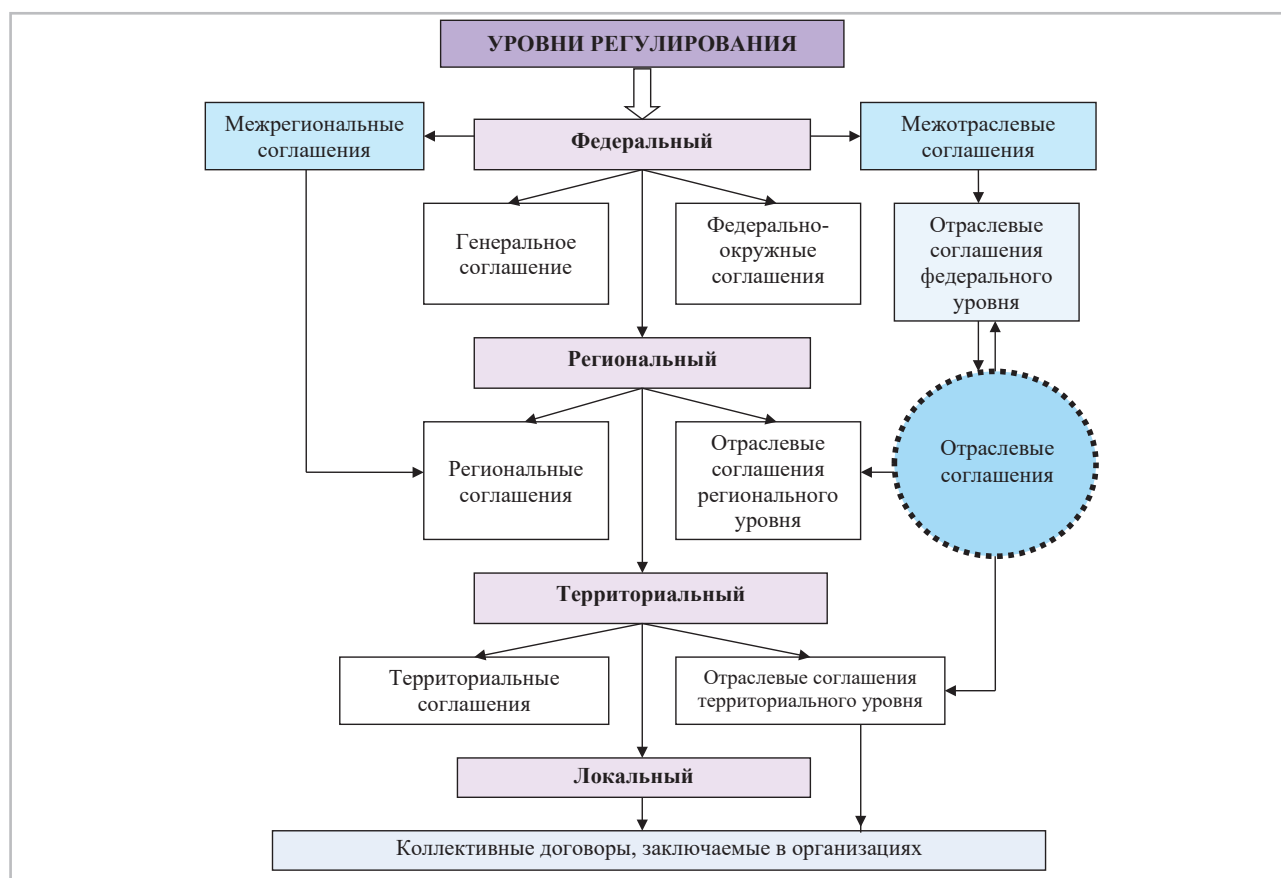 УРОВНИ РЕГУЛИРОВАНИЯ
Межрегиональные
соглашения
Федеральный
Межотраслевые
соглашения
Генеральное
соглашение
Федерально-
окружные
соглашения
Отраслевые
соглашения
федерального
уровня
Региональный
Региональные
соглашения
Отраслевые
соглашения
регионального
уровня
Отраслевые
соглашения
Территориальный
Территориальные
соглашения
Отраслевые соглашения
территориального уровня
Локальный
Коллективные договоры, заключаемые в организациях